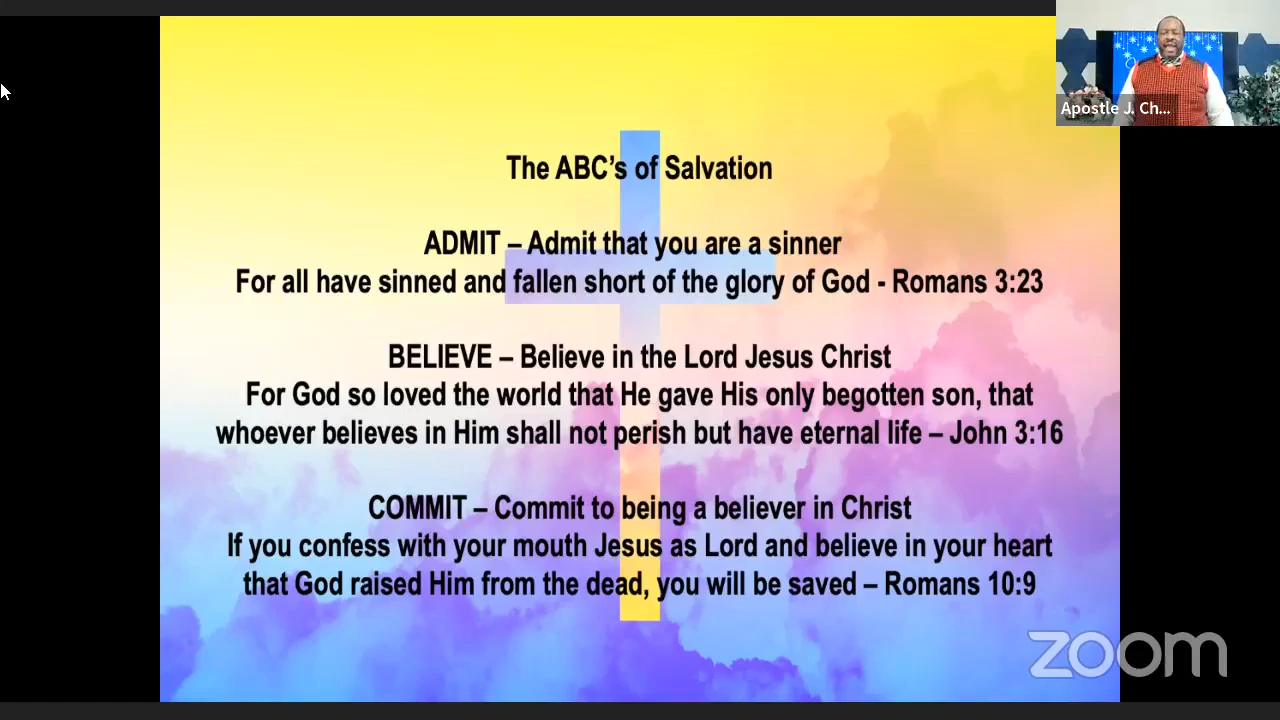 Apostle J. Ch...
The ABC’s of Salvation
ADMIT – Admit that you are a sinner
For all have sinned and fallen short of the glory of God - Romans 3:23
BELIEVE – Believe in the Lord Jesus Christ
For God so loved the world that He gave His only begotten son, that
whoever believes in Him shall not perish but have eternal life – John 3:16
COMMIT – Commit to being a believer in Christ
If you confess with your mouth Jesus as Lord and believe in your heart
that God raised Him from the dead, you will be saved – Romans 10:9
zoom